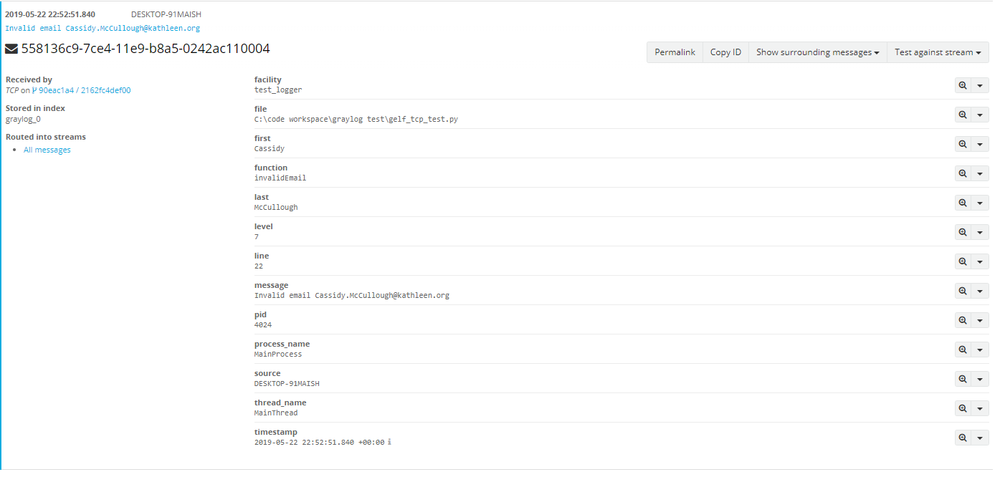 2019-05-22 22:52:51.840 DESKTOP-91MAISH
Invalid email Cassidy.McCullough@kathleen.org
558136c9-7ce4-11e9-b8a5-0242ac110004
Permalink Copy ID Show surrounding messages Test against stream
Received by
TCP on 90eac1a4 / 2162fc4def00
Stored in index
graylog_0
Routed into streams
• All messages
facility
test_logger
file
C:\code workspace\graylog test\gelf_tcp_test.py
first
Cassidy
function
invalidEmail
last
McCullough
level
7
line
22
message
Invalid email Cassidy.McCullough@kathleen.org
pid
4024
process_name
MainProcess
source
DESKTOP-91MAISH
thread_name
MainThread
timestamp
2019-05-22 22:52:51.840 +00:00